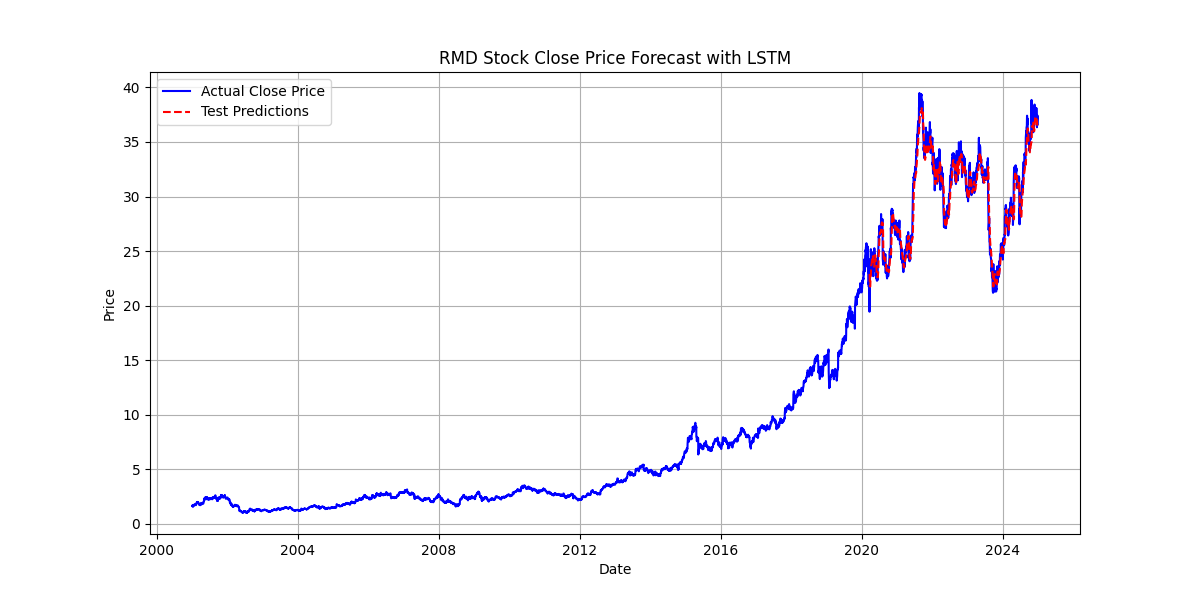 RMD Stock Close Price Forecast with LSTM
Actual Close Price
Test Predictions
40
35
30
25
20
15
10
5
0
Price
2000 2004 2008 2012 2016 2020 2024
Date